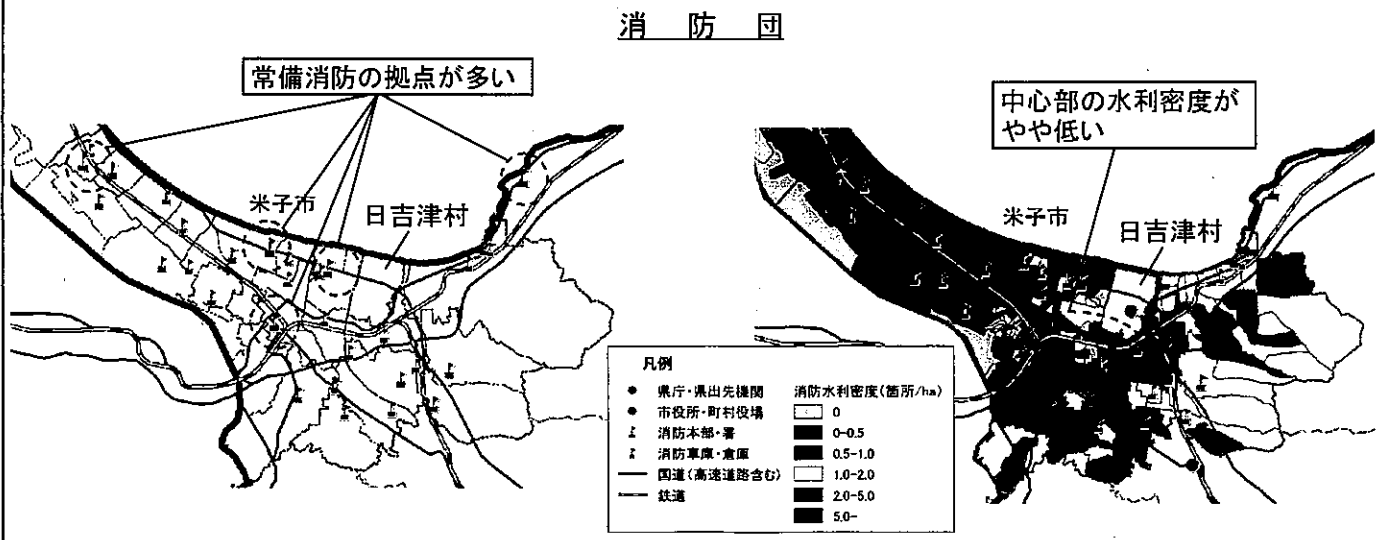 消防団
常備消防の拠点が多い
米子市
日吉津村
中心部の水利密度が
やや低い
米子市
日吉津村
凡例
県庁・県出先機関
市役所・町村役場
消防本部・署
消防車庫・倉庫
国道(高速道路含む)
鉄道
消防水利密度(箇所/ha)
0
0-0.5
0.5-1.0
1.0-2.0
2.0-5.0
5.0-